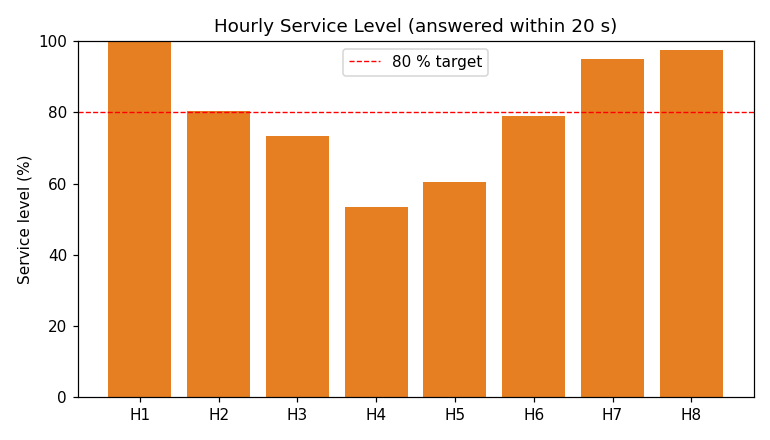 Hourly Service Level (answered within 20 s)
80 % target
Service level (%)
100
80
60
40
20
0
H1 H2 H3 H4 H5 H6 H7 H8